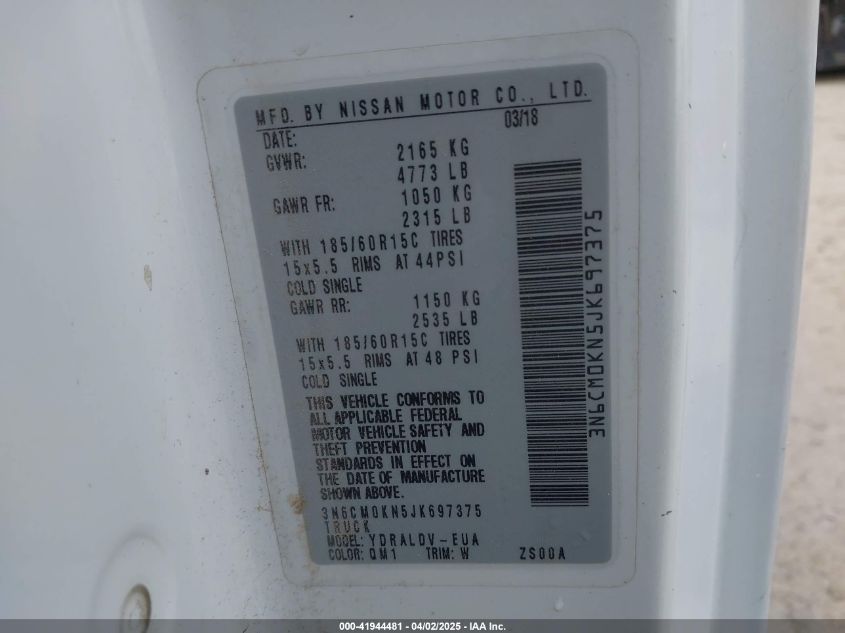 MFD. BY NISSAN MOTOR CO., LTD.
DATE: 03/18
GVWR: 2165 KG
4773 LB
GAWR FR: 1050 KG
2315 LB
WITH 185/60R15C TIRES
15x5.5 RIMS AT 44PSI
COLD SINGLE
GAWR RR: 1150 KG
2535 LB
WITH 185/60R15C TIRES
15x5.5 RIMS AT 48 PSI
COLD SINGLE
THIS VEHICLE CONFORMS TO
ALL APPLICABLE FEDERAL
MOTOR VEHICLE SAFETY AND
THEFT PREVENTION
STANDARDS IN EFFECT ON
THE DATE OF MANUFACTURE
SHOWN ABOVE.
3N6CM0KN5JK697375
TRUCK
MODEL: YDRALDV-EUA
COLOR: QM1 TRIM: W ZS00A
3N6CM0KN5JK697375
000-41944481 - 04/02/2025 - IAA Inc.